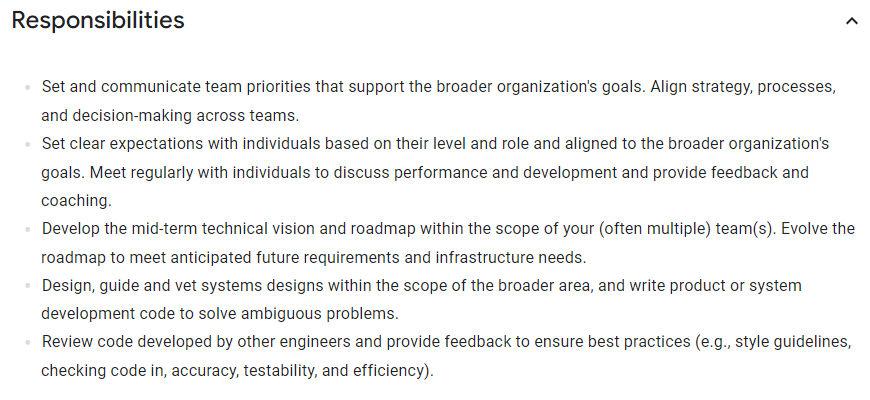 Responsibilities
Set and communicate team priorities that support the broader organization's goals. Align strategy, processes,
and decision-making across teams.
Set clear expectations with individuals based on their level and role and aligned to the broader organization's
goals. Meet regularly with individuals to discuss performance and development and provide feedback and
coaching.
Develop the mid-term technical vision and roadmap within the scope of your (often multiple) team(s). Evolve the
roadmap to meet anticipated future requirements and infrastructure needs.
Design, guide and vet systems designs within the scope of the broader area, and write product or system
development code to solve ambiguous problems.
Review code developed by other engineers and provide feedback to ensure best practices (e.g., style guidelines,
checking code in, accuracy, testability, and efficiency).